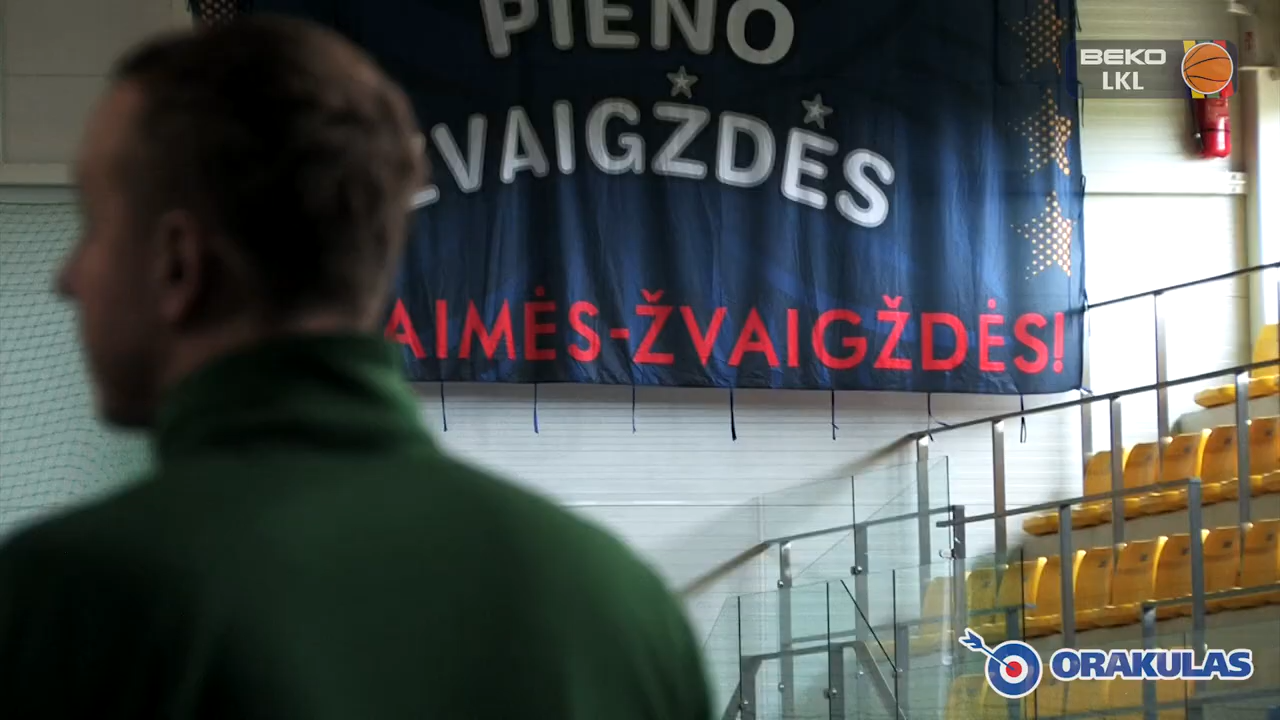 PIENO
ŽVAIGŽDĖS
AIMĖS-ŽVAIGŽDĖS!
BEKO
LKL
ORAKULAS